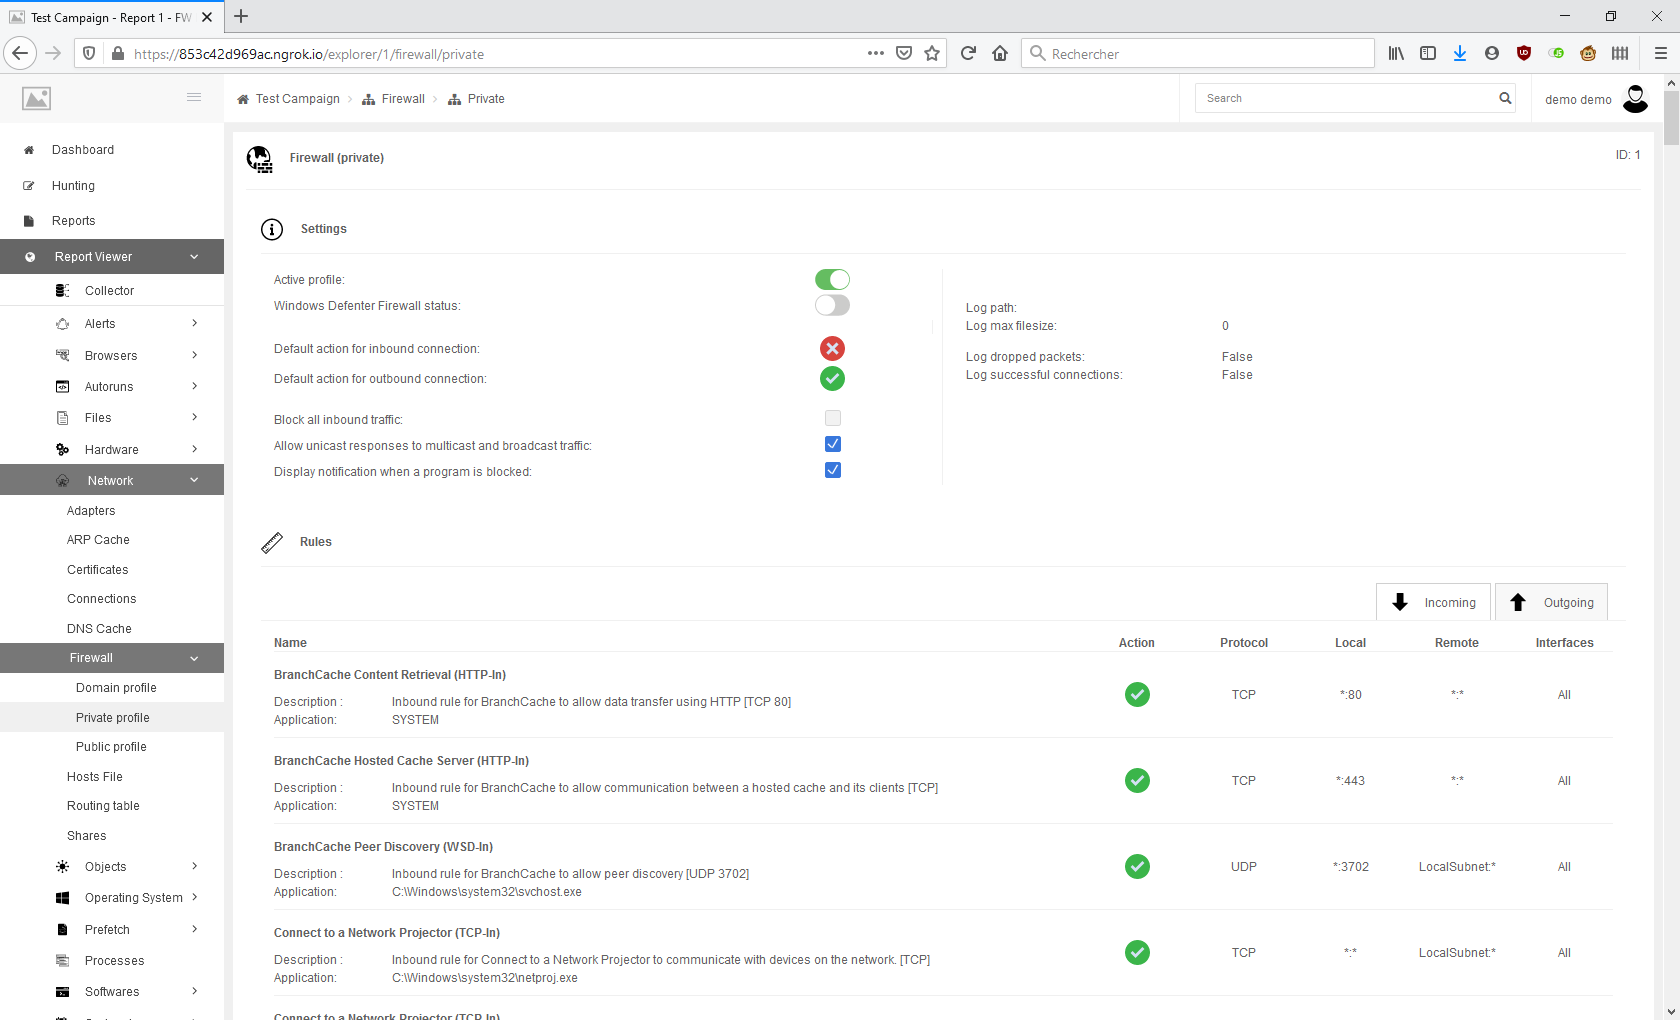 Test Campaign - Report 1 - FW
https://853c42d969ac.ngrok.io/explorer/1/firewall/private
Rechercher
Test Campaign
Firewall
Private
Search
demo demo
Dashboard
Hunting
Reports
Report Viewer
Collector
Alerts
Browsers
Autoruns
Files
Hardware
Network
Adapters
ARP Cache
Certificates
Connections
DNS Cache
Firewall
Domain profile
Private profile
Public profile
Hosts File
Routing table
Shares
Objects
Operating System
Prefetch
Processes
Softwares
Firewall (private)
ID: 1
Settings
Active profile:
Windows Defenter Firewall status:
Default action for inbound connection:
Default action for outbound connection:
Block all inbound traffic:
Allow unicast responses to multicast and broadcast traffic:
Display notification when a program is blocked:
Log path:
Log max filesize: 0
Log dropped packets: False
Log successful connections: False
Rules
Incoming
Outgoing
Name Action Protocol Local Remote Interfaces
BranchCache Content Retrieval (HTTP-In)
Description : Inbound rule for BranchCache to allow data transfer using HTTP [TCP 80]
Application: SYSTEM
TCP *:80 *:* All
BranchCache Hosted Cache Server (HTTP-In)
Description : Inbound rule for BranchCache to allow communication between a hosted cache and its clients [TCP]
Application: SYSTEM
TCP *:443 *:* All
BranchCache Peer Discovery (WSD-In)
Description : Inbound rule for BranchCache to allow peer discovery [UDP 3702]
Application: C:\Windows\system32\svchost.exe
UDP *:3702 LocalSubnet:* All
Connect to a Network Projector (TCP-In)
Description : Inbound rule for Connect to a Network Projector to communicate with devices on the network. [TCP]
Application: C:\Windows\system32\netproj.exe
TCP *:* LocalSubnet:* All
Connect to a Network Projector (TCP-In)